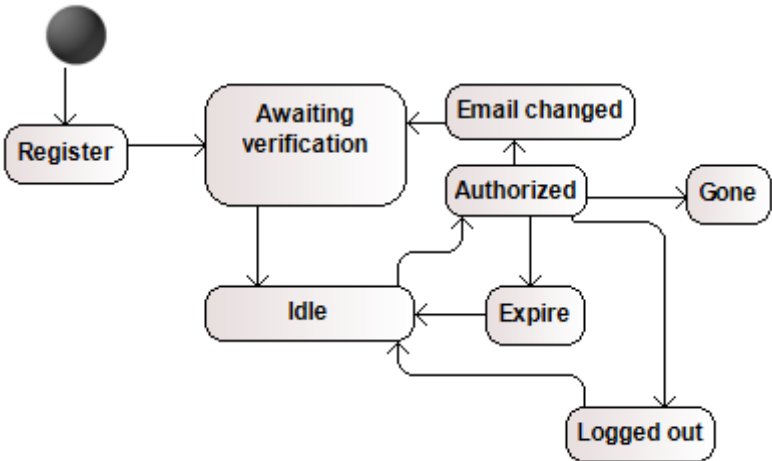 Register
Awaiting
verification
Email changed
Authorized
Gone
Idle
Expire
Logged out